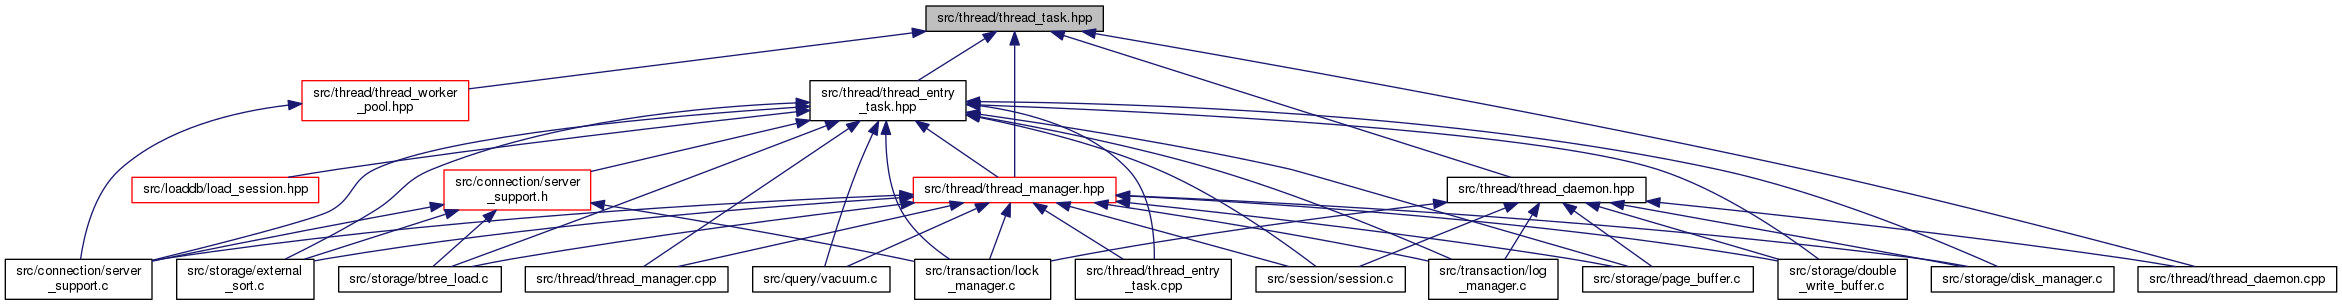 src/thread/thread_task.hpp
src/thread/thread_worker
_pool.hpp
src/thread/thread_entry
_task.hpp
src/loaddb/load_session.hpp
src/connection/server
_support.h
src/thread/thread_manager.hpp
src/thread/thread_daemon.hpp
src/connection/server
_support.c
src/storage/external
_sort.c
src/storage/btree_load.c
src/thread/thread_manager.cpp
src/query/vacuum.c
src/transaction/lock
_manager.c
src/thread/thread_entry
_task.cpp
src/session/session.c
src/transaction/log
_manager.c
src/storage/page_buffer.c
src/storage/double
_write_buffer.c
src/storage/disk_manager.c
src/thread/thread_daemon.cpp